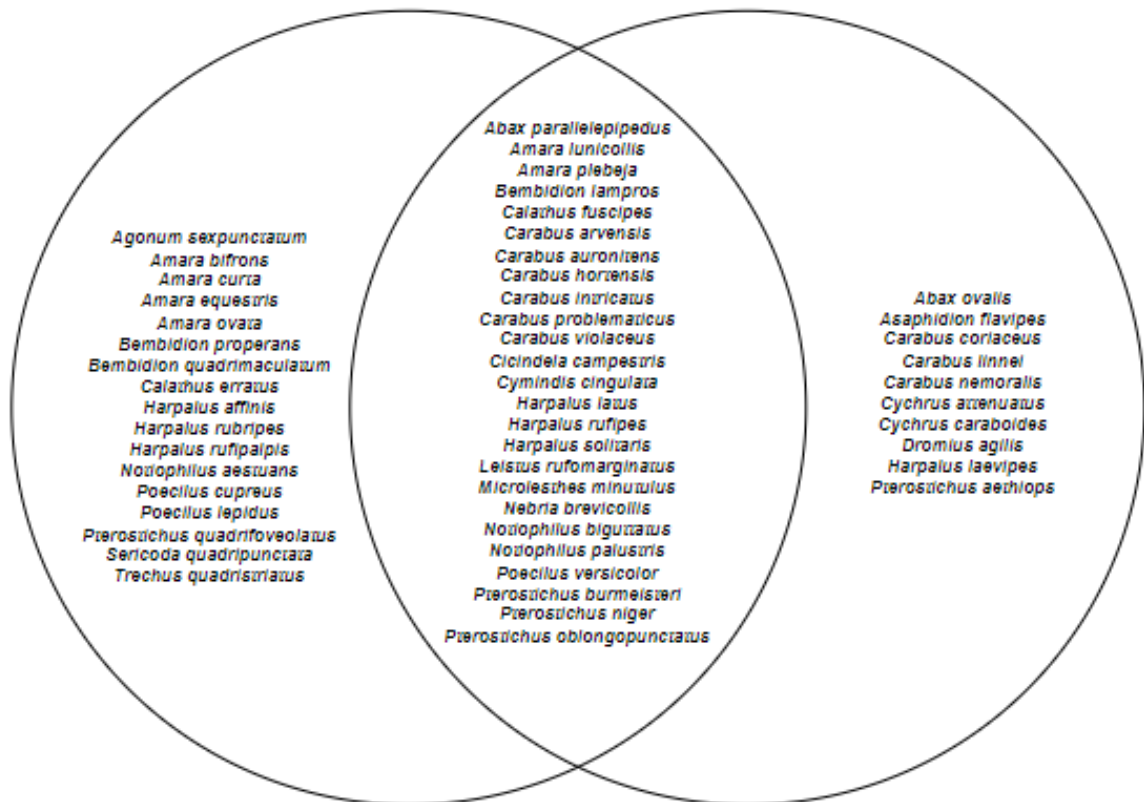 Agonum sexpunctatum
Amara bifrons
Amara curta
Amara equestris
Amara ovata
Bembidion properans
Bembidion quadrimaculatum
Calathus erratus
Harpalus affinis
Harpalus rubripes
Harpalus rufipalpis
Notiophilus aestuans
Poecilus cupreus
Poecilus lepidus
Pterostichus quadrifoveolatus
Sericoda quadripunctata
Trechus quadristriatus
Abax parallelepipedus
Amara lunicollis
Amara plebeja
Bembidion lampros
Calathus fuscipes
Carabus arvensis
Carabus auronitens
Carabus hortensis
Carabus intricatus
Carabus problematicus
Carabus violaceus
Cicindela campestris
Cymindis cingulata
Harpalus latus
Harpalus rufipes
Harpalus solitaris
Leistus rufomarginatus
Microlesthes minutulus
Nebria brevicollis
Notiophilus biguttatus
Notiophilus palustris
Poecilus versicolor
Pterostichus burmeisteri
Pterostichus niger
Pterostichus oblongopunctatus
Abax ovalis
Asaphidion flavipes
Carabus coriaceus
Carabus linnei
Carabus nemoralis
Cychrus attenuatus
Cychrus caraboides
Dromius agilis
Harpalus laevipes
Pterostichus aethiops